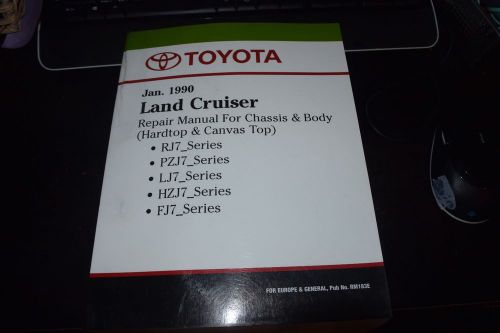 TOYOTA
Jan. 1990
Land Cruiser
Repair Manual For Chassis & Body
(Hardtop & Canvas Top)
• RJ7_Series
• PZJ7_Series
• LJ7_Series
• HZJ7_Series
• FJ7_Series
FOR EUROPE & GENERAL, Pub No. RM183E